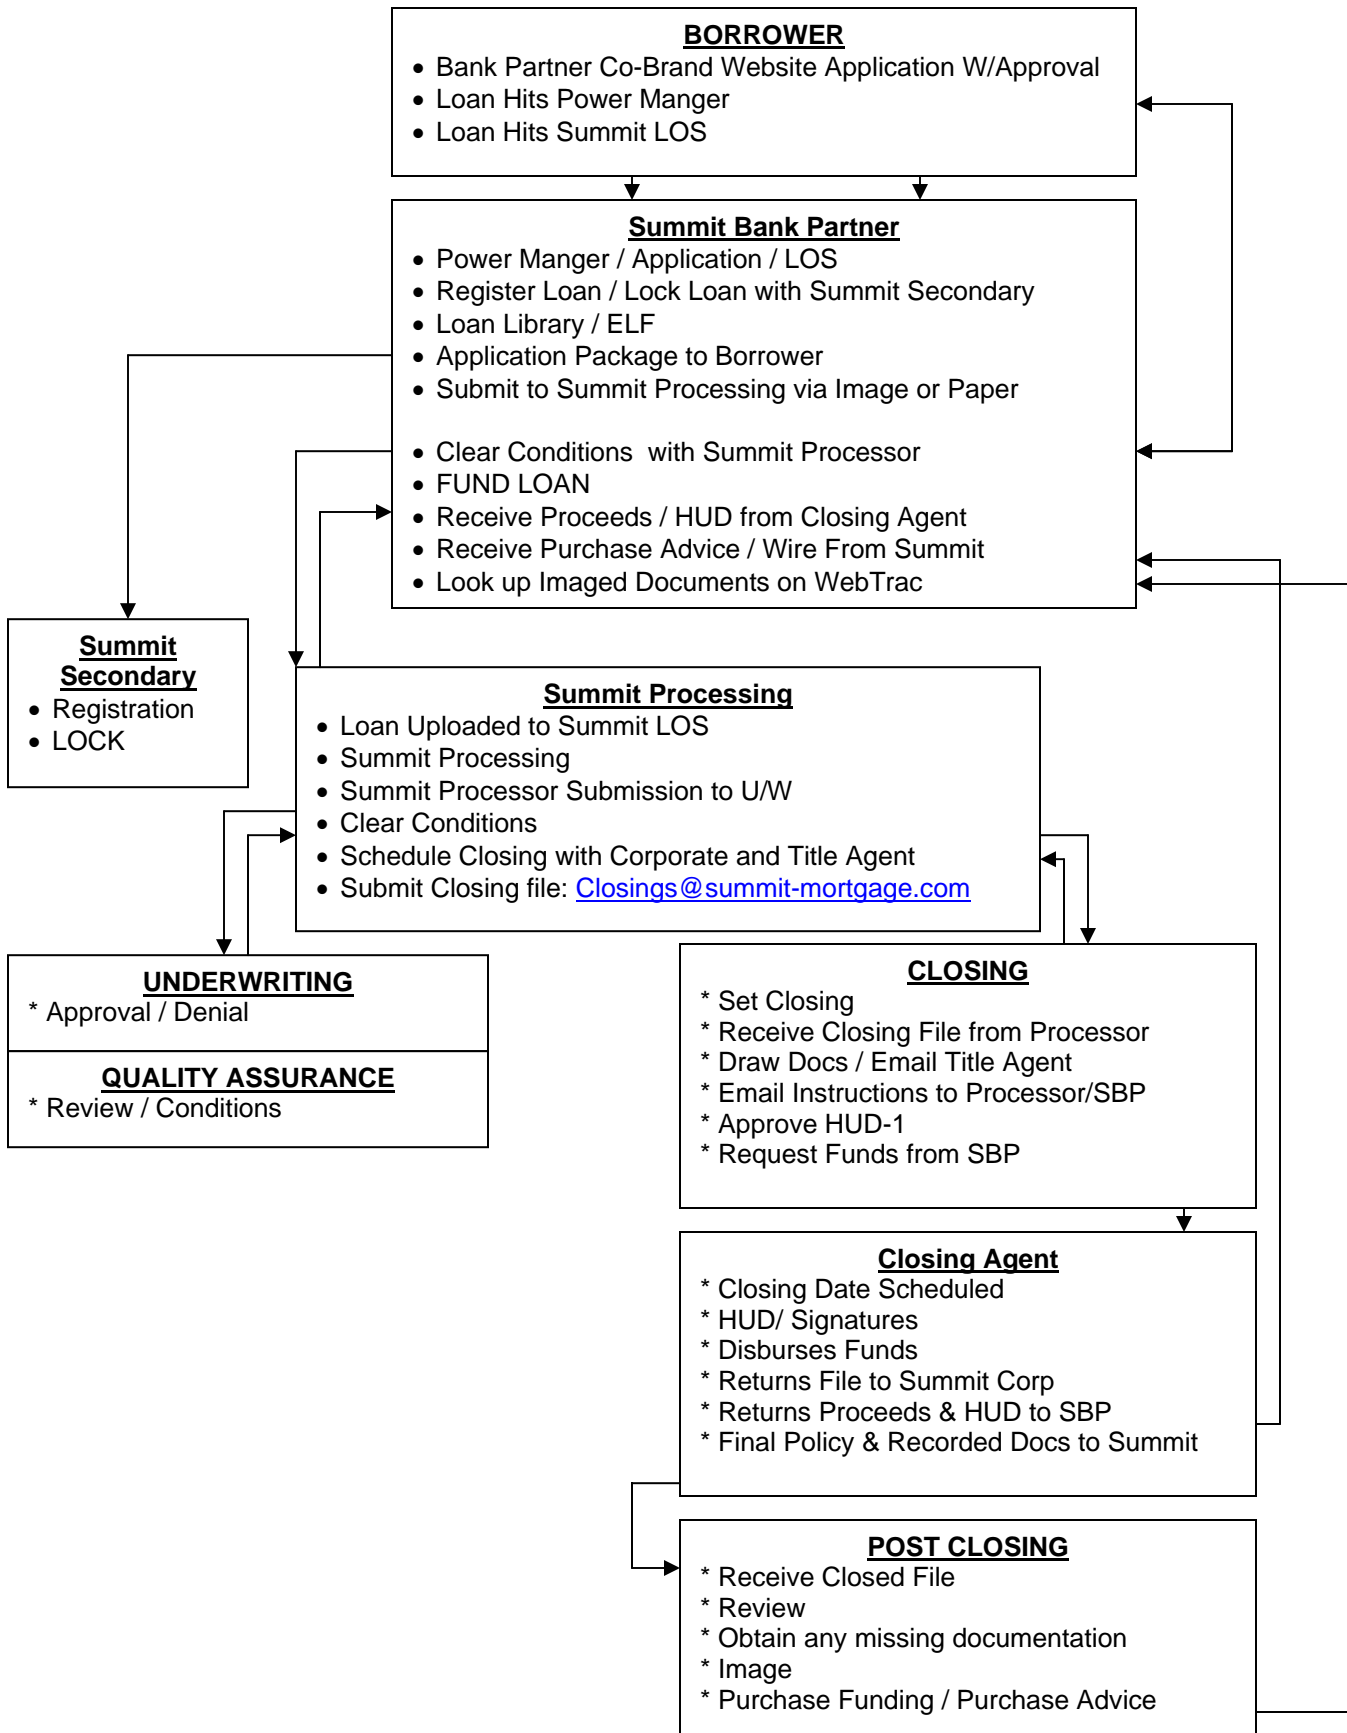 BORROWER
• Bank Partner Co-Brand Website Application W/Approval
• Loan Hits Power Manger
• Loan Hits Summit LOS
Summit Bank Partner
• Power Manger / Application / LOS
• Register Loan / Lock Loan with Summit Secondary
• Loan Library / ELF
• Application Package to Borrower
• Submit to Summit Processing via Image or Paper
• Clear Conditions  with Summit Processor
• FUND LOAN
• Receive Proceeds / HUD from Closing Agent
• Receive Purchase Advice / Wire From Summit
• Look up Imaged Documents on WebTrac
Summit
Secondary
• Registration
• LOCK
Summit Processing
• Loan Uploaded to Summit LOS
• Summit Processing
• Summit Processor Submission to U/W
• Clear Conditions
• Schedule Closing with Corporate and Title Agent
• Submit Closing file: Closings@summit-mortgage.com
UNDERWRITING
* Approval / Denial
QUALITY ASSURANCE
* Review / Conditions
CLOSING
* Set Closing
* Receive Closing File from Processor
* Draw Docs / Email Title Agent
* Email Instructions to Processor/SBP
* Approve HUD-1
* Request Funds from SBP
Closing Agent
* Closing Date Scheduled
* HUD/ Signatures
* Disburses Funds
* Returns File to Summit Corp
* Returns Proceeds & HUD to SBP
* Final Policy & Recorded Docs to Summit
POST CLOSING
* Receive Closed File
* Review
* Obtain any missing documentation
* Image
* Purchase Funding / Purchase Advice